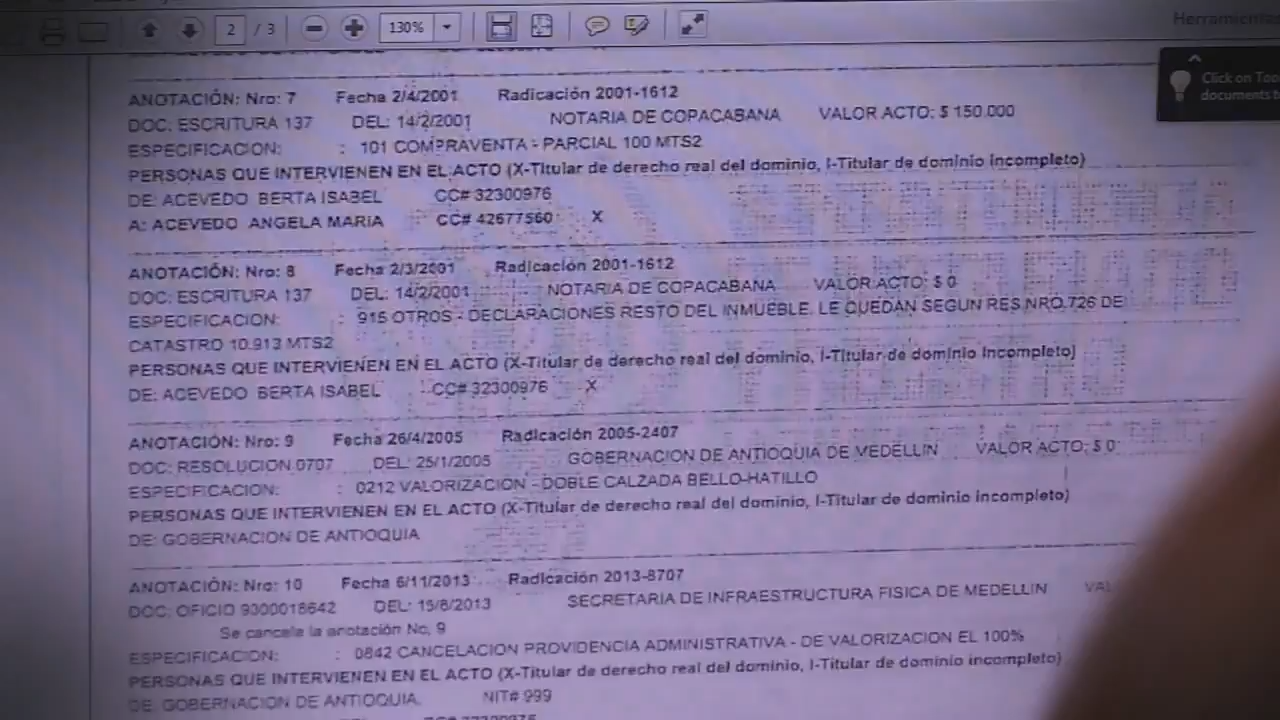 2 / 3 130% Herramientas
Click on Too
documents to
ANOTACIÓN: Nro: 7 Fecha 2/4/2001 Radicación 2001-1612
DOC: ESCRITURA 137 DEL: 14/2/2001 NOTARIA DE COPACABANA VALOR ACTO: $ 150.000
ESPECIFICACION: : 101 COMPRAVENTA - PARCIAL 100 MTS2
PERSONAS QUE INTERVIENEN EN EL ACTO (X-Titular de derecho real del dominio, I-Titular de dominio incompleto)
DE: ACEVEDO BERTA ISABEL CC# 32300976
A: ACEVEDO ANGELA MARIA CC# 42677560 X
ANOTACIÓN: Nro: 8 Fecha 2/3/2001 Radicación 2001-1612
DOC: ESCRITURA 137 DEL: 14/2/2001 NOTARIA DE COPACABANA VALOR ACTO: $ 0
ESPECIFICACION: : 915 OTROS - DECLARACIONES RESTO DEL INMUEBLE. LE QUEDAN SEGUN RES.NRO.726 DE
CATASTRO 10.913 MTS2
PERSONAS QUE INTERVIENEN EN EL ACTO (X-Titular de derecho real del dominio, I-Titular de dominio incompleto)
DE: ACEVEDO BERTA ISABEL CC# 32300976 X
ANOTACIÓN: Nro: 9 Fecha 26/4/2005 Radicación 2005-2407
DOC: RESOLUCION 0707 DEL: 25/1/2005 GOBERNACION DE ANTIOQUIA DE MEDELLIN VALOR ACTO: $ 0
ESPECIFICACION: : 0212 VALORIZACION - DOBLE CALZADA BELLO-HATILLO
PERSONAS QUE INTERVIENEN EN EL ACTO (X-Titular de derecho real del dominio, I-Titular de dominio incompleto)
DE: GOBERNACION DE ANTIOQUIA
ANOTACIÓN: Nro: 10 Fecha 6/11/2013 Radicación 2013-8707
DOC: OFICIO 9300018642 DEL: 15/8/2013 SECRETARIA DE INFRAESTRUCTURA FISICA DE MEDELLIN VAL
Se cancela la anotación No, 9
ESPECIFICACION: : 0842 CANCELACION PROVIDENCIA ADMINISTRATIVA - DE VALORIZACION EL 100%
PERSONAS QUE INTERVIENEN EN EL ACTO (X-Titular de derecho real del dominio, I-Titular de dominio incompleto)
DE: GOBERNACION DE ANTIOQUIA. NIT# 999